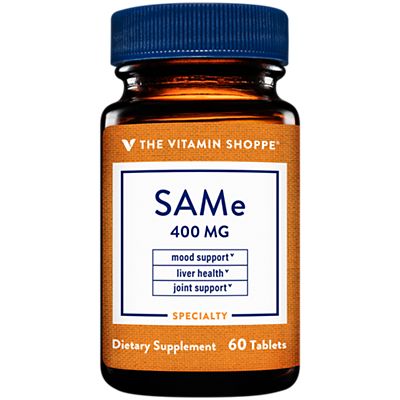 THE VITAMIN SHOPPE®
SAMe
400 MG
mood support˅
liver health˅
joint support˅
SPECIALTY
Dietary Supplement 60 Tablets